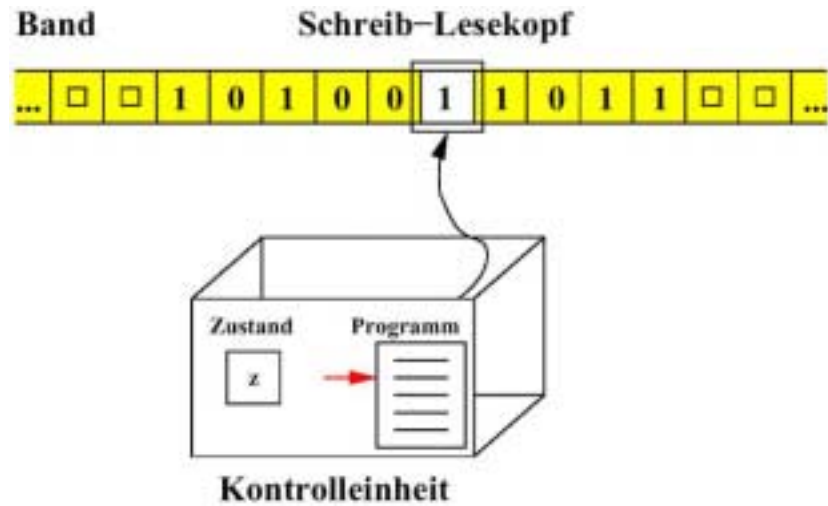 Band Schreib-Lesekopf
... □ □ 1 0 1 0 0 1 1 0 1 1 □ □ ...
Zustand Programm
z
Kontrolleinheit